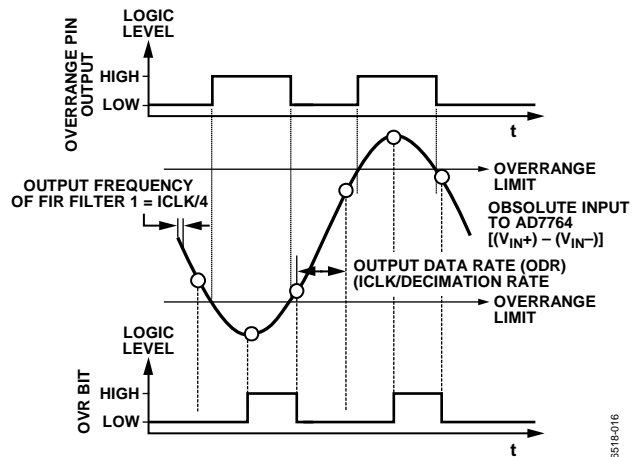 LOGIC
LEVEL
OVERRANGE PIN
OUTPUT
HIGH
LOW
t
OVERRANGE
LIMIT
OUTPUT FREQUENCY
OF FIR FILTER 1 = ICLK/4
ABSOLUTE INPUT
TO AD7764
[(VIN+) – (VIN–)]
OUTPUT DATA RATE (ODR)
(ICLK/DECIMATION RATE
OVERRANGE
LIMIT
LOGIC
LEVEL
OVR BIT
HIGH
LOW
t
6518-016